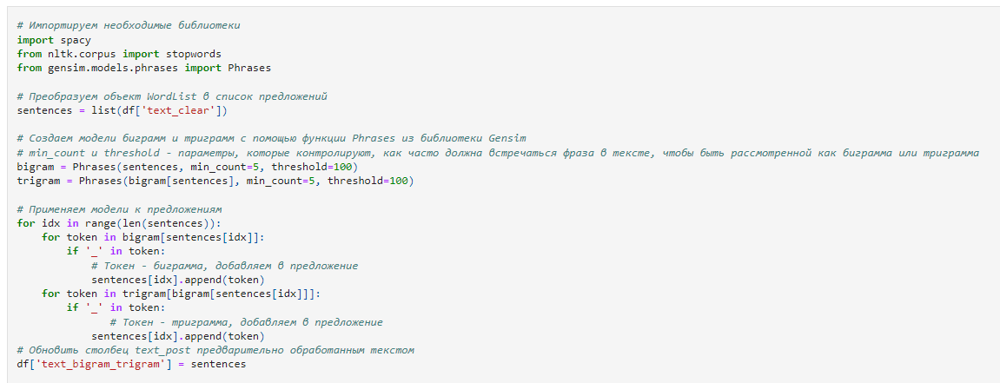 # Импортируем необходимые библиотеки
import spacy
from nltk.corpus import stopwords
from gensim.models.phrases import Phrases

# Преобразуем объект WordList в список предложений
sentences = list(df['text_clear'])

# Создаем модели биграмм и триграмм с помощью функции Phrases из библиотеки Gensim
# min_count и threshold - параметры, которые контролируют, как часто должна встречаться фраза в тексте, чтобы быть рассмотренной как биграмма или триграмма
bigram = Phrases(sentences, min_count=5, threshold=100)
trigram = Phrases(bigram[sentences], min_count=5, threshold=100)

# Применяем модели к предложениям
for idx in range(len(sentences)):
    for token in bigram[sentences[idx]]:
        if '_' in token:
            # Токен - биграмма, добавляем в предложение
            sentences[idx].append(token)
    for token in trigram[bigram[sentences[idx]]]:
        if '_' in token:
               # Токен - триграмма, добавляем в предложение
            sentences[idx].append(token)
# Обновить столбец text_post предварительно обработанным текстом
df['text_bigram_trigram'] = sentences